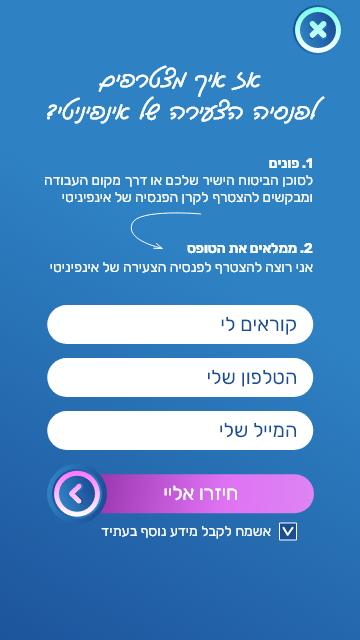 אז איך מצטרפים
לפנסיה הצעירה של אינפיניטי?
1. פונים
לסוכן הביטוח הישיר שלכם או דרך מקום העבודה
ומבקשים להצטרף לקרן הפנסיה של אינפיניטי
2. ממלאים את הטופס
אני רוצה להצטרף לפנסיה הצעירה של אינפיניטי
קוראים לי
הטלפון שלי
המייל שלי
חיזרו אליי
אשמח לקבל מידע נוסף בעתיד